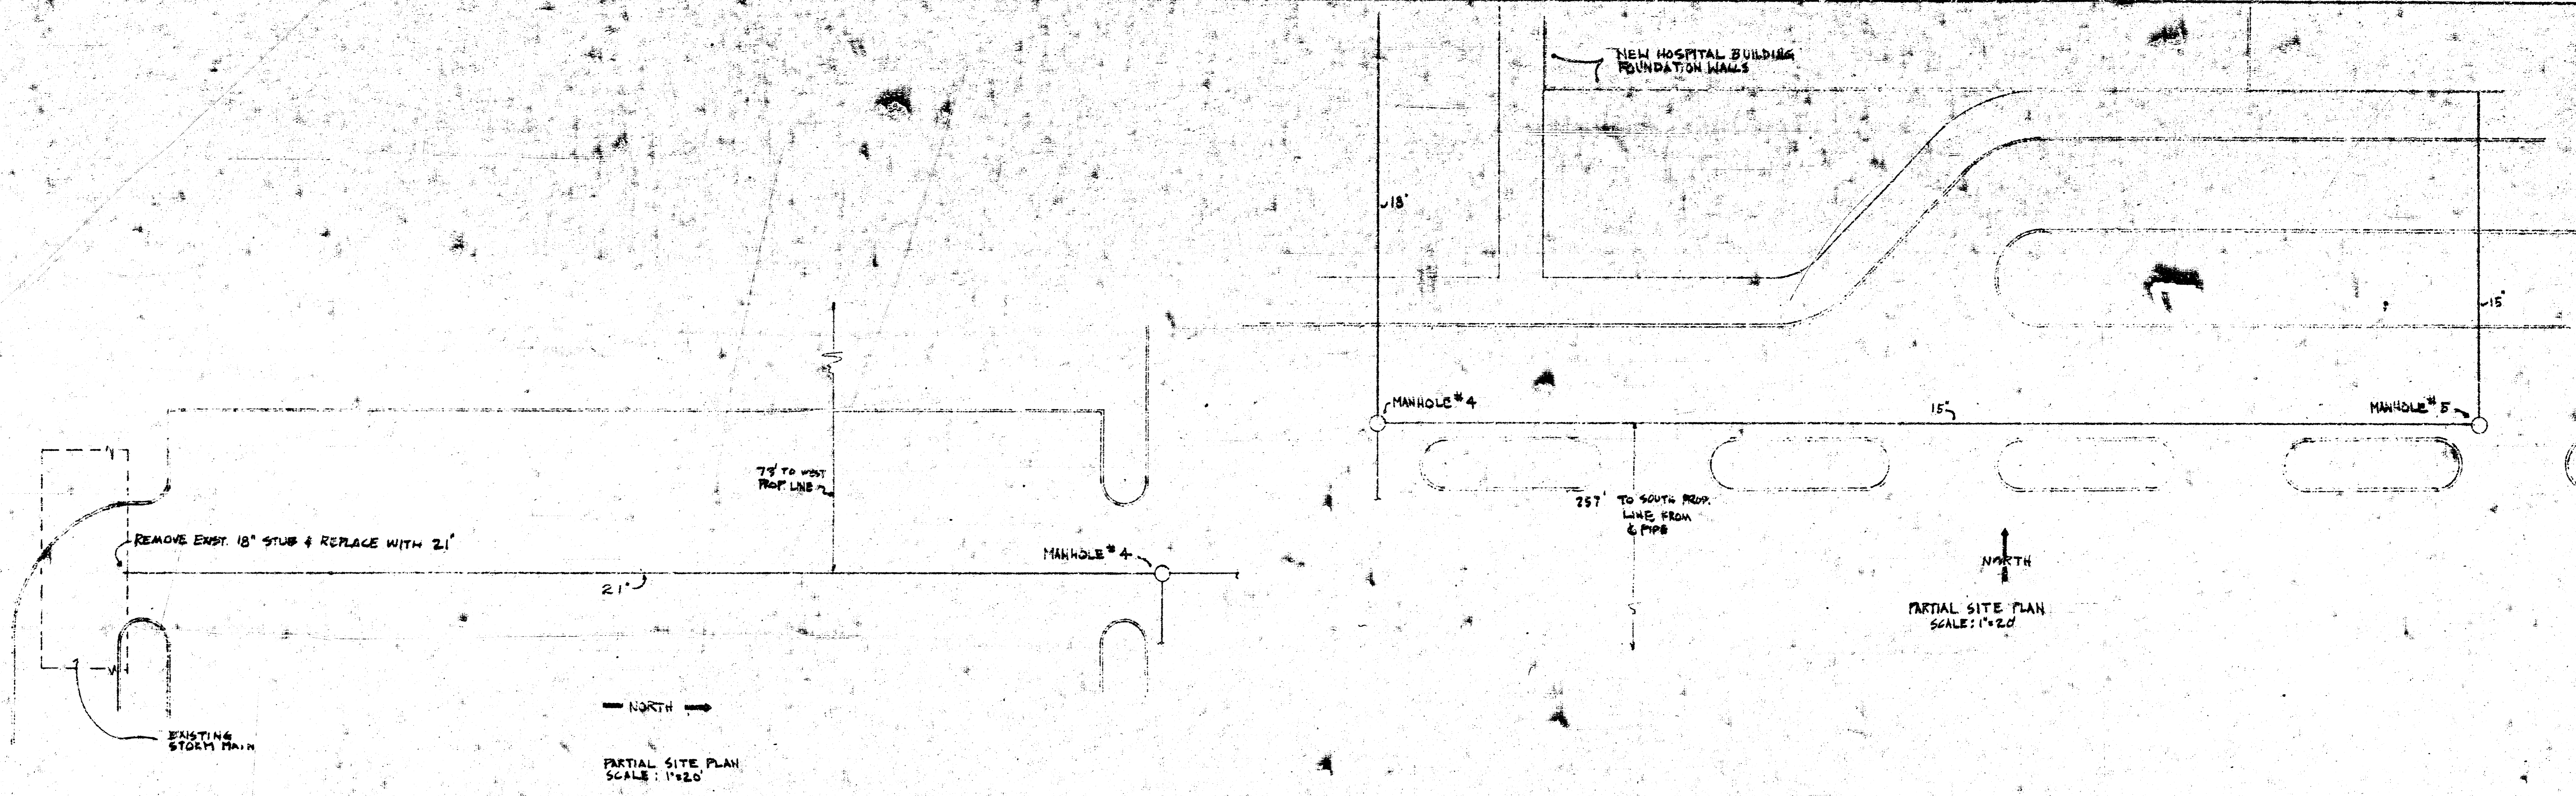 NEW HOSPITAL BUILDING
FOUNDATION WALLS
18"
15"
MANHOLE #4
15"
MANHOLE #5
TO WEST
PROP. LINE
257' TO SOUTH PROP.
LINE FROM
℄ PIPE
REMOVE EXIST. 18" STUB & REPLACE WITH 21"
MANHOLE #4
21"
NORTH
PARTIAL SITE PLAN
SCALE: 1"=20'
NORTH
EXISTING
STORM MAIN
PARTIAL SITE PLAN
SCALE: 1"=20'